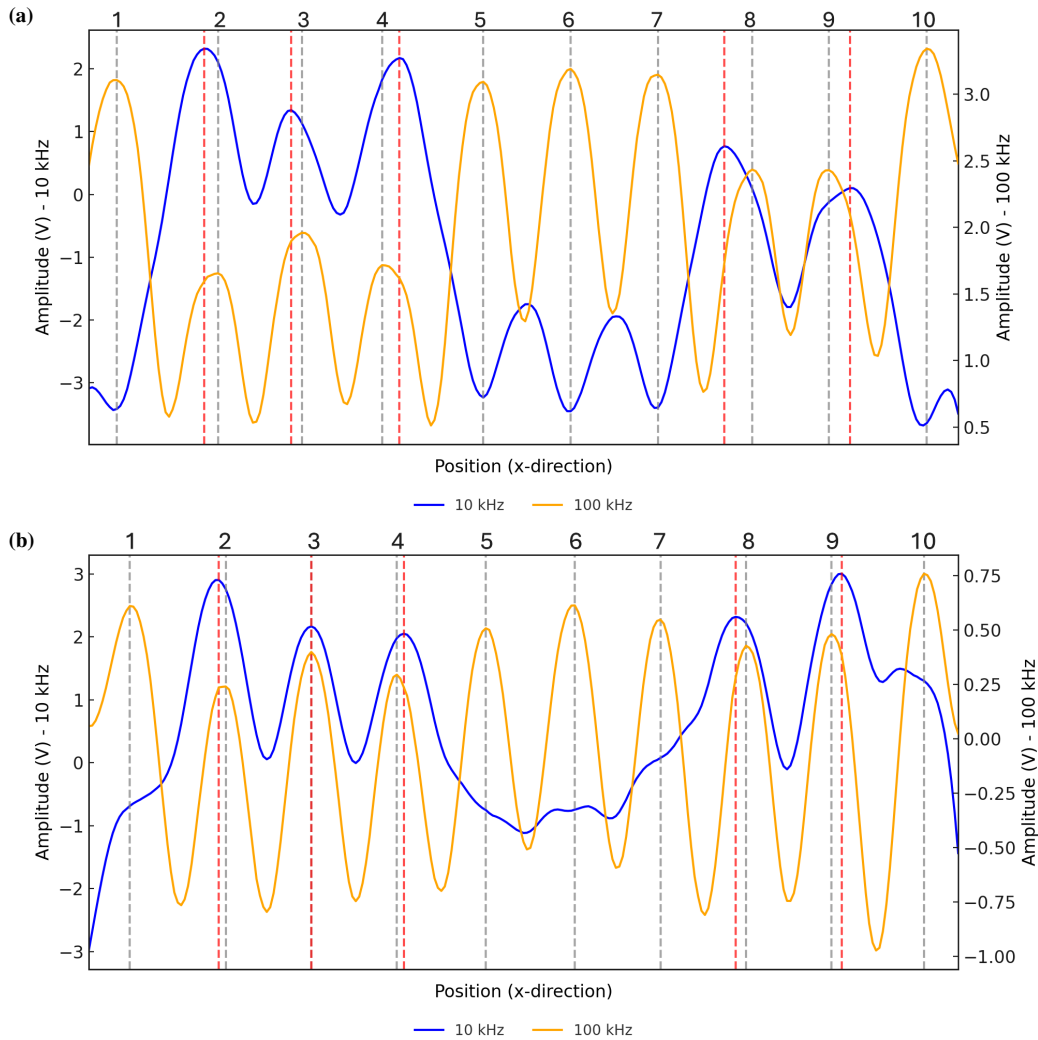 (a)
1 2 3 4 5 6 7 8 9 10
2
1
0
−1
−2
−3
Amplitude (V) - 10 kHz
3.0
2.5
2.0
1.5
1.0
0.5
Amplitude (V) - 100 kHz
Position (x-direction)
10 kHz 100 kHz
(b)
1 2 3 4 5 6 7 8 9 10
3
2
1
0
−1
−2
−3
Amplitude (V) - 10 kHz
0.75
0.50
0.25
0.00
−0.25
−0.50
−0.75
−1.00
Amplitude (V) - 100 kHz
Position (x-direction)
10 kHz 100 kHz